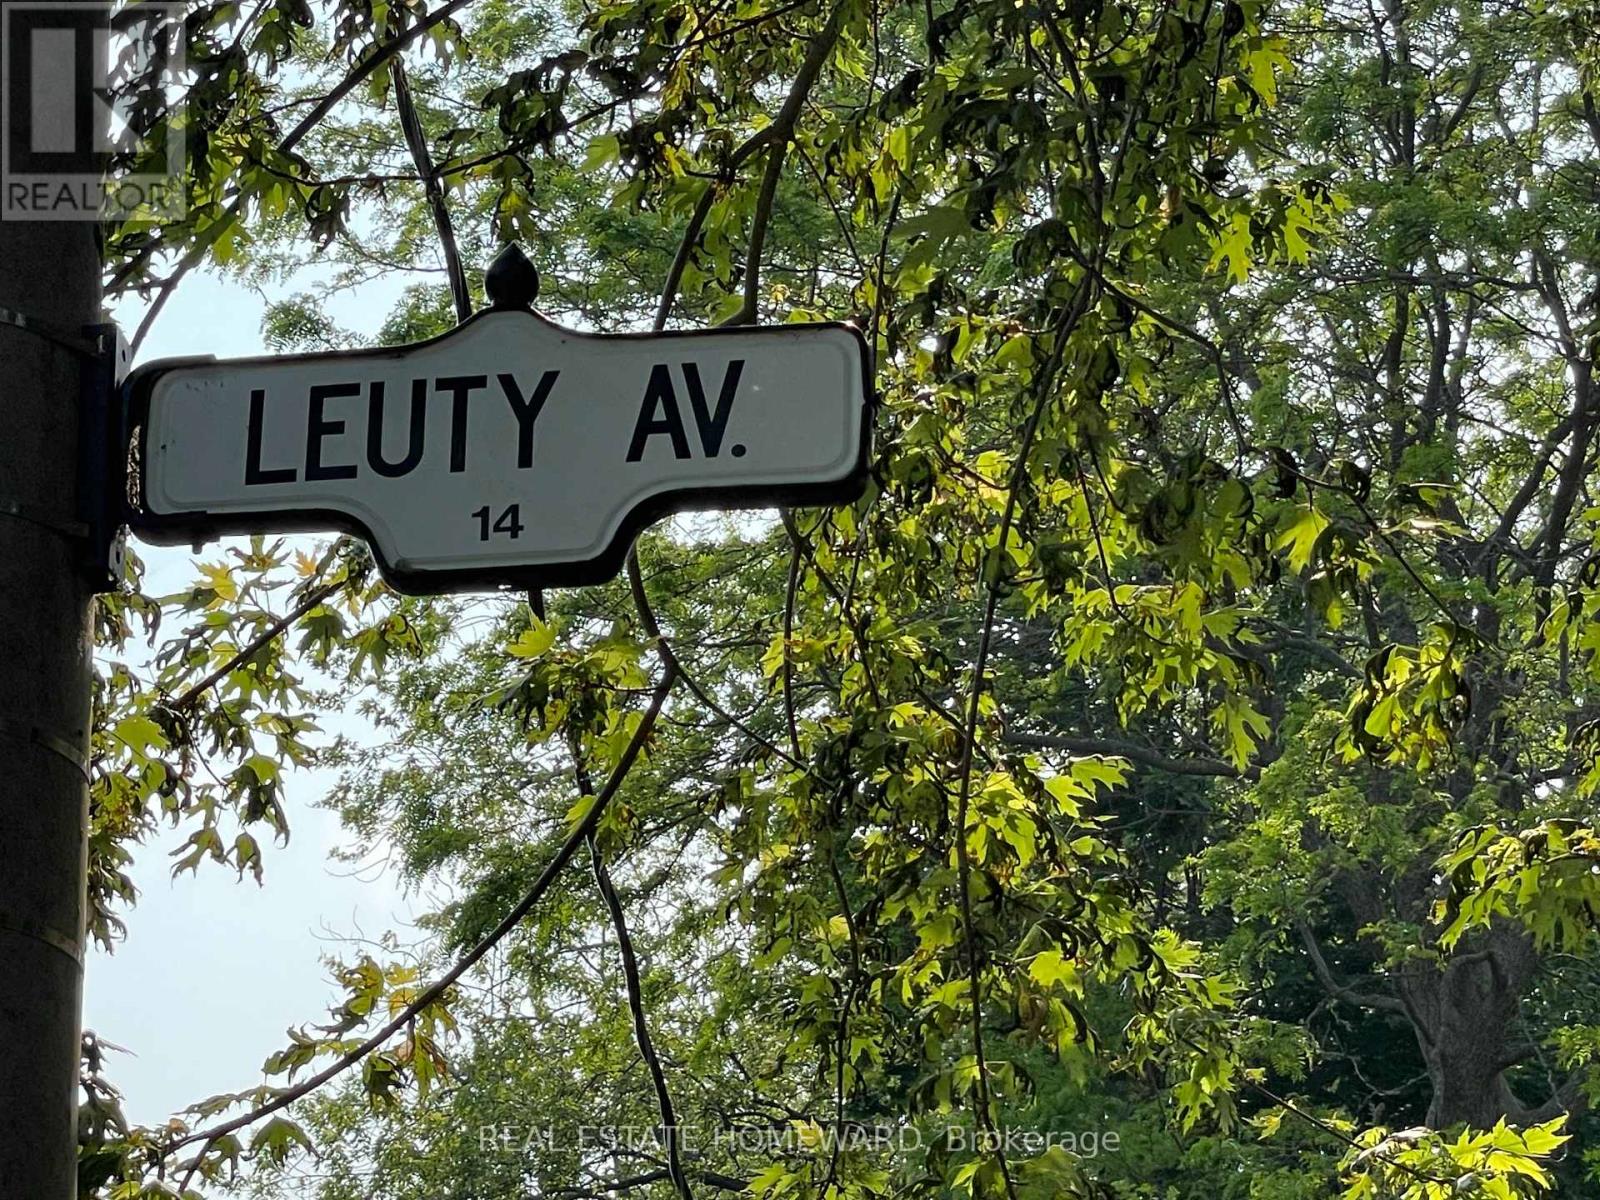 REALTOR
LEUTY AV.
14
REAL ESTATE HOMEWARD, Brokerage